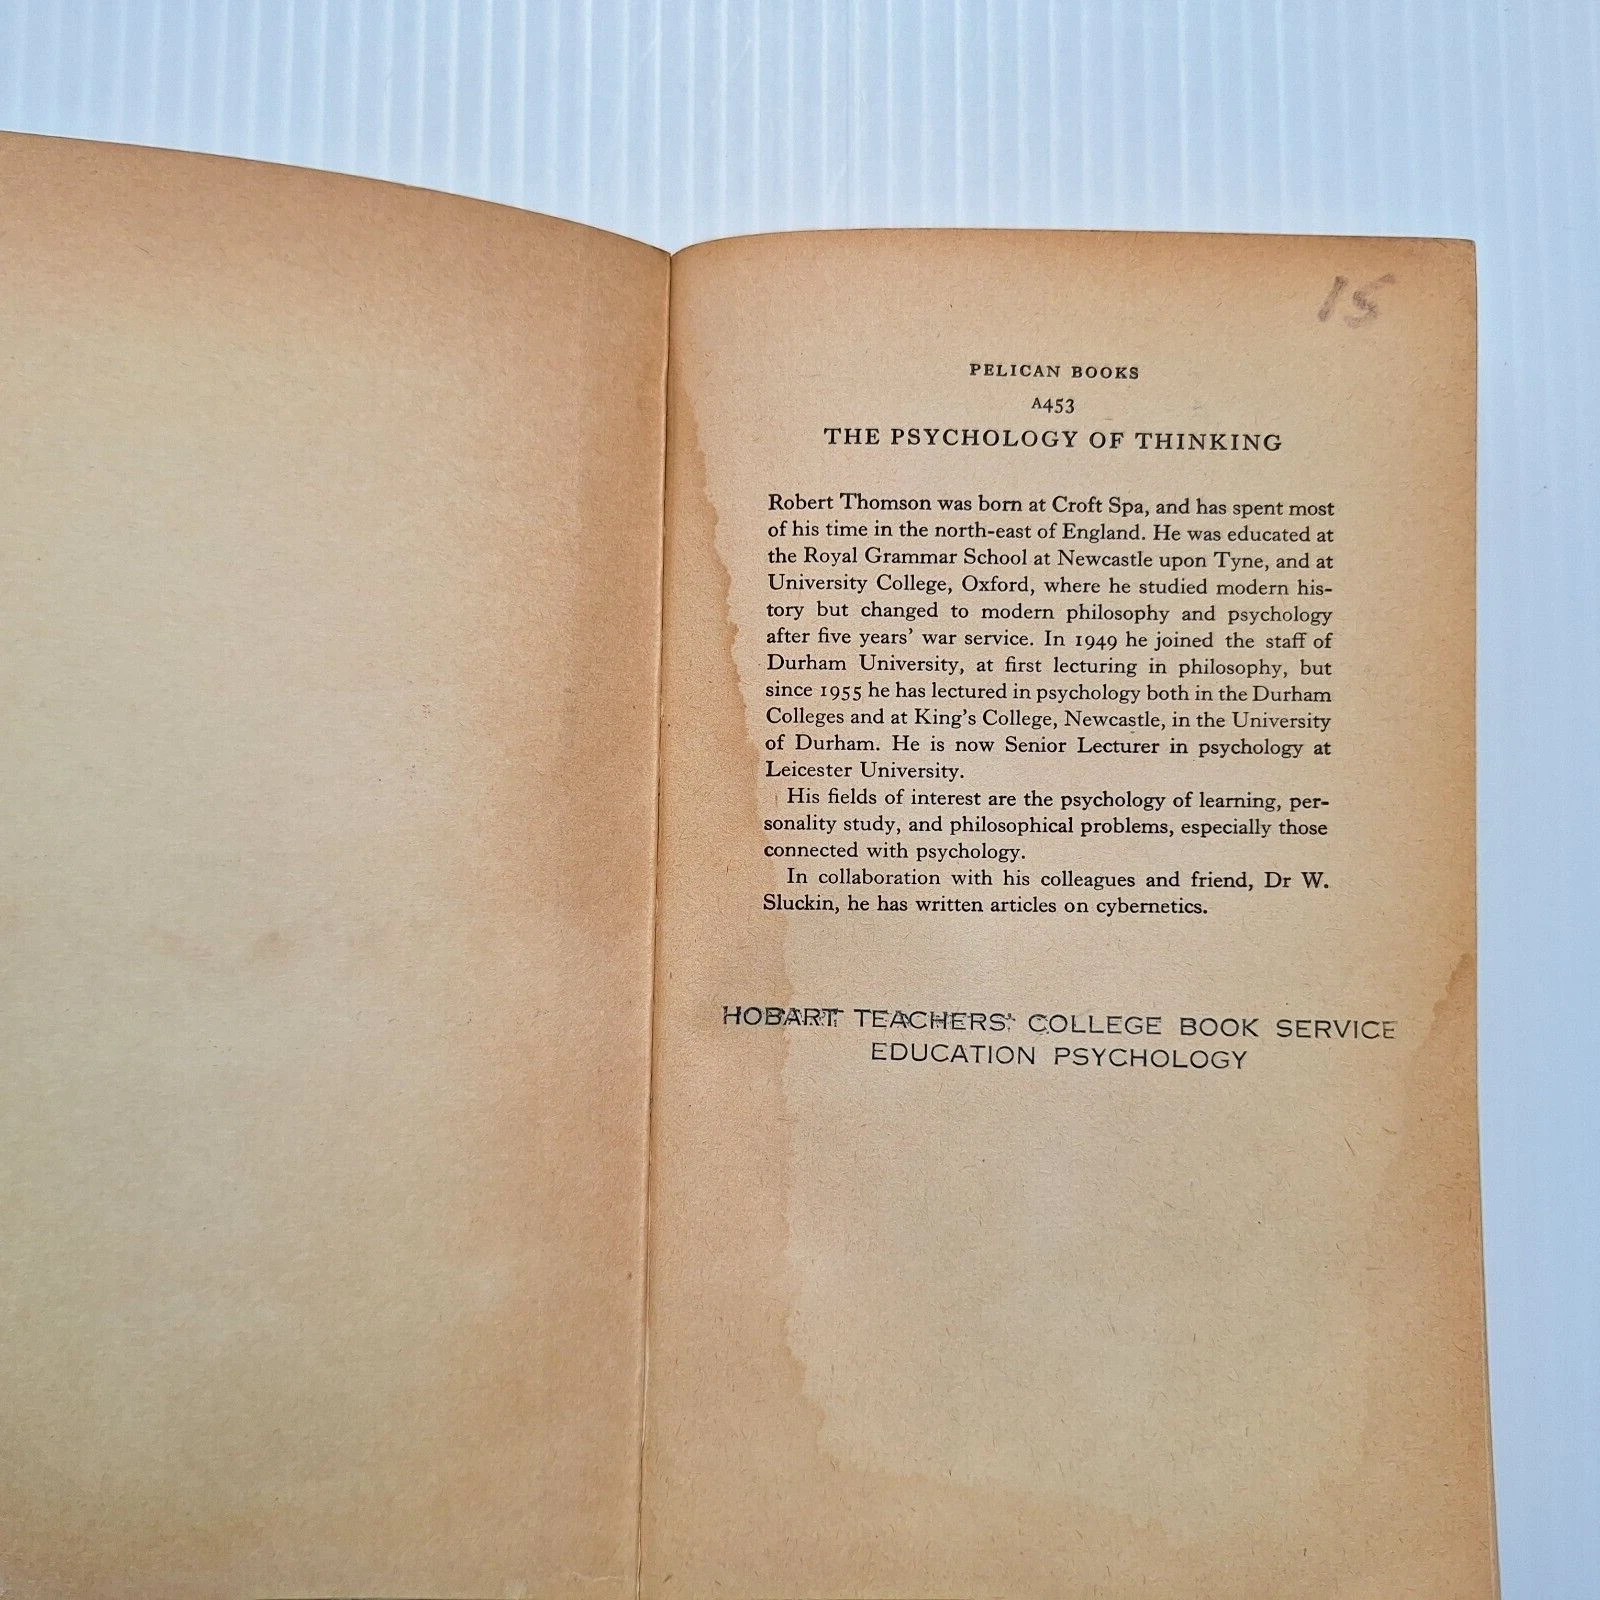 15
PELICAN BOOKS
A453
THE PSYCHOLOGY OF THINKING
Robert Thomson was born at Croft Spa, and has spent most
of his time in the north-east of England. He was educated at
the Royal Grammar School at Newcastle upon Tyne, and at
University College, Oxford, where he studied modern his-
tory but changed to modern philosophy and psychology
after five years' war service. In 1949 he joined the staff of
Durham University, at first lecturing in philosophy, but
since 1955 he has lectured in psychology both in the Durham
Colleges and at King's College, Newcastle, in the University
of Durham. He is now Senior Lecturer in psychology at
Leicester University.
His fields of interest are the psychology of learning, per-
sonality study, and philosophical problems, especially those
connected with psychology.
In collaboration with his colleagues and friend, Dr W.
Sluckin, he has written articles on cybernetics.
HOBART TEACHERS' COLLEGE BOOK SERVICE
EDUCATION PSYCHOLOGY